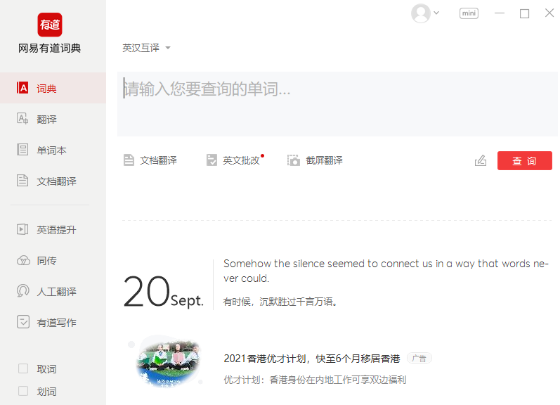 有道
网易有道词典
mini
英汉互译
词典
请输入您要查询的单词...
翻译
单词本
文档翻译
文档翻译
英文批改
截屏翻译
查 询
英语提升
同传
人工翻译
有道写作
取词
划词
20 Sept.
Somehow the silence seemed to connect us in a way that words ne-
ver could.
有时候，沉默胜过千言万语。
2021香港优才计划，快至6个月移居香港
广告
优才计划：香港身份在内地工作可享双边福利